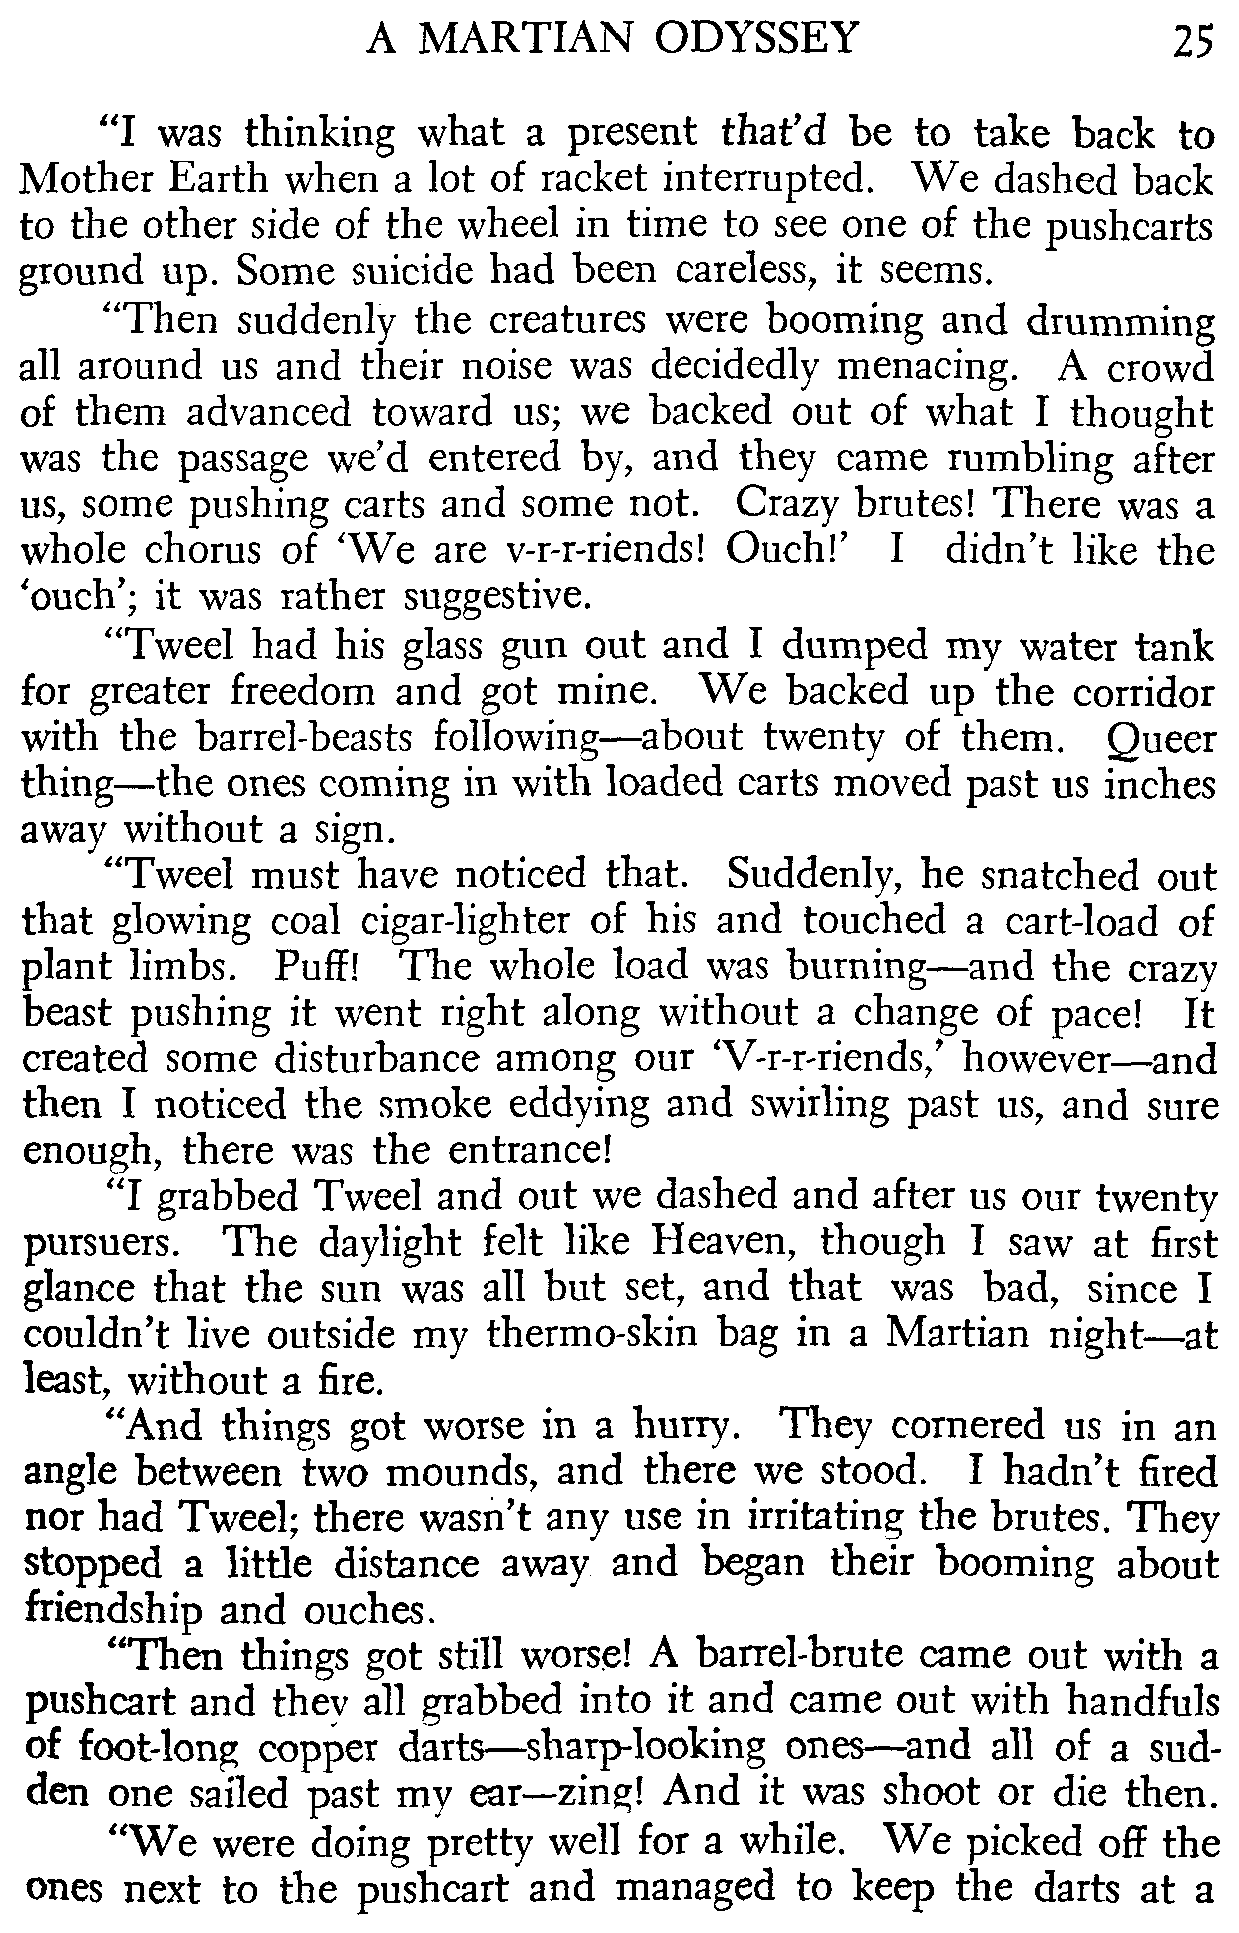 A MARTIAN ODYSSEY 25
“I was thinking what a present that’d be to take back to
Mother Earth when a lot of racket interrupted. We dashed back
to the other side of the wheel in time to see one of the pushcarts
ground up. Some suicide had been careless, it seems.
“Then suddenly the creatures were booming and drumming
all around us and their noise was decidedly menacing. A crowd
of them advanced toward us; we backed out of what I thought
was the passage we’d entered by, and they came rumbling after
us, some pushing carts and some not. Crazy brutes! There was a
whole chorus of ‘We are v-r-r-riends! Ouch!’ I didn’t like the
‘ouch’; it was rather suggestive.
“Tweel had his glass gun out and I dumped my water tank
for greater freedom and got mine. We backed up the corridor
with the barrel-beasts following—about twenty of them. Queer
thing—the ones coming in with loaded carts moved past us inches
away without a sign.
“Tweel must have noticed that. Suddenly, he snatched out
that glowing coal cigar-lighter of his and touched a cart-load of
plant limbs. Puff! The whole load was burning—and the crazy
beast pushing it went right along without a change of pace! It
created some disturbance among our ‘V-r-r-riends,’ however—and
then I noticed the smoke eddying and swirling past us, and sure
enough, there was the entrance!
“I grabbed Tweel and out we dashed and after us our twenty
pursuers. The daylight felt like Heaven, though I saw at first
glance that the sun was all but set, and that was bad, since I
couldn’t live outside my thermo-skin bag in a Martian night—at
least, without a fire.
“And things got worse in a hurry. They cornered us in an
angle between two mounds, and there we stood. I hadn’t fired
nor had Tweel; there wasn’t any use in irritating the brutes. They
stopped a little distance away and began their booming about
friendship and ouches.
“Then things got still worse! A barrel-brute came out with a
pushcart and they all grabbed into it and came out with handfuls
of foot-long copper darts—sharp-looking ones—and all of a sud-
den one sailed past my ear—zing! And it was shoot or die then.
“We were doing pretty well for a while. We picked off the
ones next to the pushcart and managed to keep the darts at a